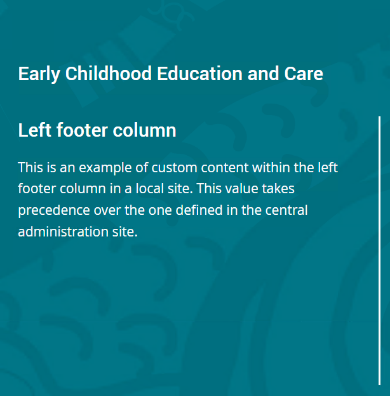 Early Childhood Education and Care
Left footer column
This is an example of custom content within the left
footer column in a local site. This value takes
precedence over the one defined in the central
administration site.